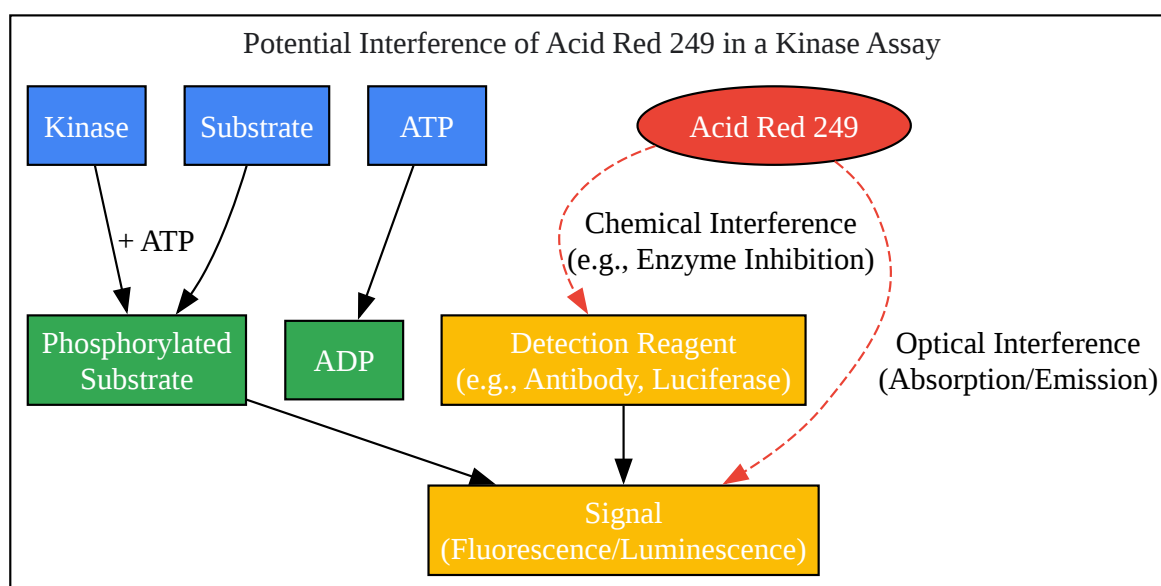 Potential Interference of Acid Red 249 in a Kinase Assay
Kinase
Substrate
ATP
Acid Red 249
+ ATP
Chemical Interference
(e.g., Enzyme Inhibition)
Phosphorylated
Substrate
ADP
Detection Reagent
(e.g., Antibody, Luciferase)
Optical Interference
(Absorption/Emission)
Signal
(Fluorescence/Luminescence)